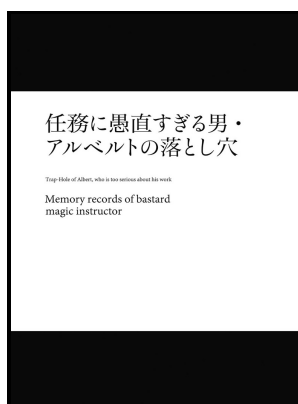 任務に愚直すぎる男・
アルベルトの落とし穴
Trap-Hole of Albert, who is too serious about his work
Memory records of bastard
magic instructor